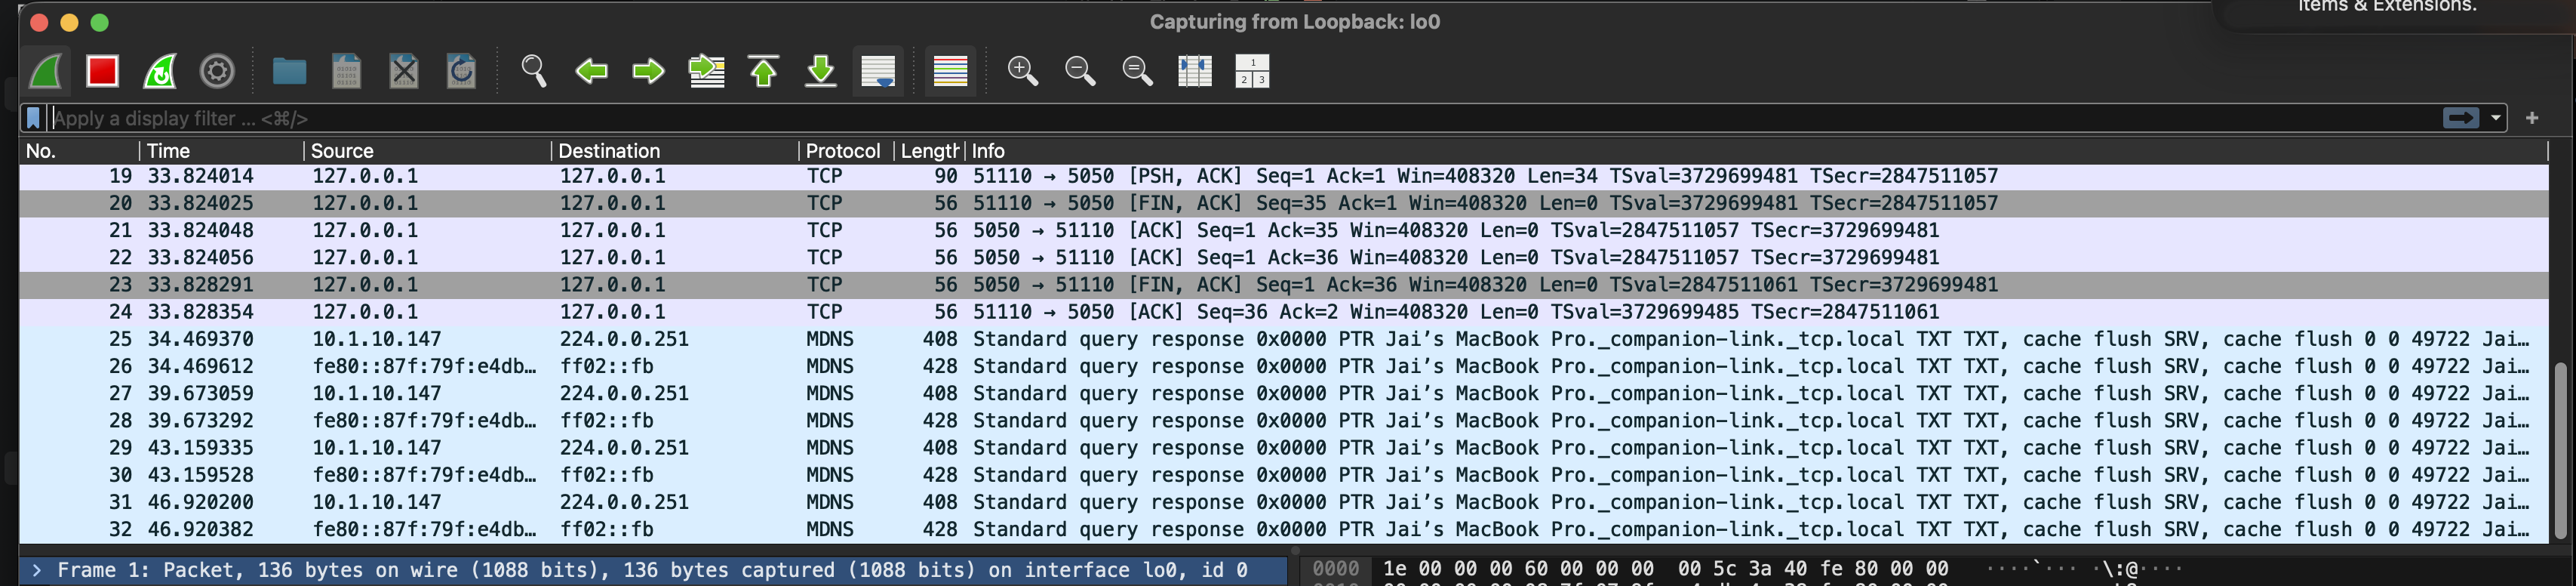 Items & Extensions.
Capturing from Loopback: lo0
1
2 3
Apply a display filter ... <⌘/>
No. Time Source Destination Protocol Length Info
19 33.824014 127.0.0.1 127.0.0.1 TCP 90 51110 → 5050 [PSH, ACK] Seq=1 Ack=1 Win=408320 Len=34 TSval=3729699481 TSecr=2847511057
20 33.824025 127.0.0.1 127.0.0.1 TCP 56 51110 → 5050 [FIN, ACK] Seq=35 Ack=1 Win=408320 Len=0 TSval=3729699481 TSecr=2847511057
21 33.824048 127.0.0.1 127.0.0.1 TCP 56 5050 → 51110 [ACK] Seq=1 Ack=35 Win=408320 Len=0 TSval=2847511057 TSecr=3729699481
22 33.824056 127.0.0.1 127.0.0.1 TCP 56 5050 → 51110 [ACK] Seq=1 Ack=36 Win=408320 Len=0 TSval=2847511057 TSecr=3729699481
23 33.828291 127.0.0.1 127.0.0.1 TCP 56 5050 → 51110 [FIN, ACK] Seq=1 Ack=36 Win=408320 Len=0 TSval=2847511061 TSecr=3729699481
24 33.828354 127.0.0.1 127.0.0.1 TCP 56 51110 → 5050 [ACK] Seq=36 Ack=2 Win=408320 Len=0 TSval=3729699485 TSecr=2847511061
25 34.469370 10.1.10.147 224.0.0.251 MDNS 408 Standard query response 0x0000 PTR Jai’s MacBook Pro._companion-link._tcp.local TXT TXT, cache flush SRV, cache flush 0 0 49722 Jai…
26 34.469612 fe80::87f:79f:e4db… ff02::fb MDNS 428 Standard query response 0x0000 PTR Jai’s MacBook Pro._companion-link._tcp.local TXT TXT, cache flush SRV, cache flush 0 0 49722 Jai…
27 39.673059 10.1.10.147 224.0.0.251 MDNS 408 Standard query response 0x0000 PTR Jai’s MacBook Pro._companion-link._tcp.local TXT TXT, cache flush SRV, cache flush 0 0 49722 Jai…
28 39.673292 fe80::87f:79f:e4db… ff02::fb MDNS 428 Standard query response 0x0000 PTR Jai’s MacBook Pro._companion-link._tcp.local TXT TXT, cache flush SRV, cache flush 0 0 49722 Jai…
29 43.159335 10.1.10.147 224.0.0.251 MDNS 408 Standard query response 0x0000 PTR Jai’s MacBook Pro._companion-link._tcp.local TXT TXT, cache flush SRV, cache flush 0 0 49722 Jai…
30 43.159528 fe80::87f:79f:e4db… ff02::fb MDNS 428 Standard query response 0x0000 PTR Jai’s MacBook Pro._companion-link._tcp.local TXT TXT, cache flush SRV, cache flush 0 0 49722 Jai…
31 46.920200 10.1.10.147 224.0.0.251 MDNS 408 Standard query response 0x0000 PTR Jai’s MacBook Pro._companion-link._tcp.local TXT TXT, cache flush SRV, cache flush 0 0 49722 Jai…
32 46.920382 fe80::87f:79f:e4db… ff02::fb MDNS 428 Standard query response 0x0000 PTR Jai’s MacBook Pro._companion-link._tcp.local TXT TXT, cache flush SRV, cache flush 0 0 49722 Jai…
Frame 1: Packet, 136 bytes on wire (1088 bits), 136 bytes captured (1088 bits) on interface lo0, id 0
0000 1e 00 00 00 60 00 00 00 00 5c 3a 40 fe 80 00 00 ····`··· ·\:@····